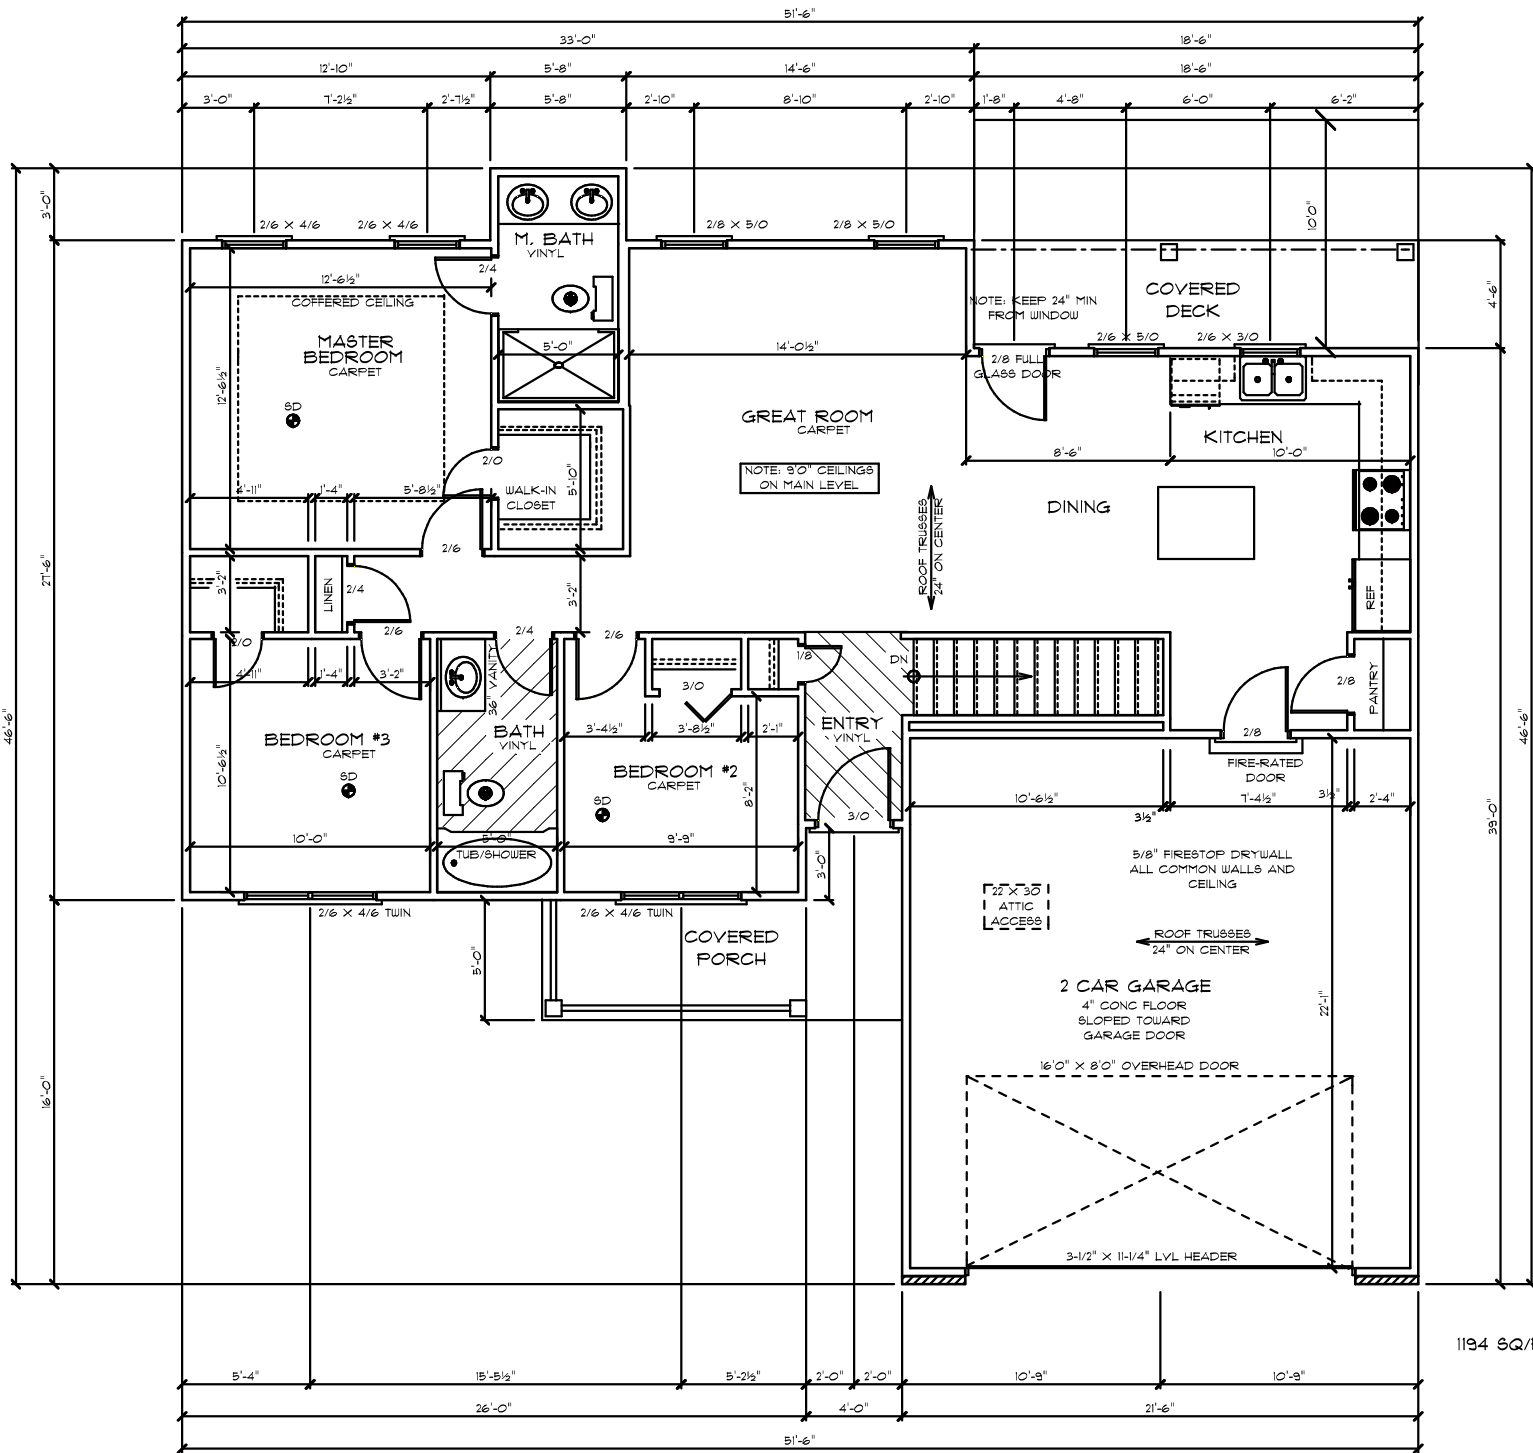 51'-6"
33'-0"
18'-6"
12'-10"
5'-8"
14'-6"
18'-6"
3'-0"
7'-2½"
2'-7½"
5'-8"
2'-10"
8'-10"
2'-10"
1'-8"
4'-8"
6'-0"
6'-2"
3'-0"
10'0"
2/6 X 4/6
2/6 X 4/6
2/8 X 5/0
2/8 X 5/0
M. BATH
VINYL
2/4
12'-6½"
COFFERED CEILING
COVERED
DECK
4'-6"
NOTE: KEEP 24" MIN
FROM WINDOW
2/6 X 5/0
2/6 X 3/0
MASTER
BEDROOM
CARPET
5'-0"
14'-0½"
2/8 FULL
GLASS DOOR
12'-6½"
SD
GREAT ROOM
CARPET
KITCHEN
8'-6"
10'-0"
2/0
NOTE: 9'0" CEILINGS
ON MAIN LEVEL
4'-11"
1'-4"
5'-8½"
WALK-IN
CLOSET
5'-10"
DINING
ROOF TRUSSES
24" ON CENTER
2/6
27'-6"
3'-2"
LINEN
2/4
3'-2"
REF
2/0
2/6
2/4
2/6
1/8
DN
4'-11"
1'-4"
3'-2"
36" VANITY
3/0
2/8
PANTRY
46'-6"
46'-6"
BEDROOM #3
CARPET
BATH
VINYL
3'-4½"
3'-8½"
2'-1"
ENTRY
VINYL
2/8
FIRE-RATED
DOOR
10'-6½"
SD
BEDROOM #2
CARPET
SD
8'-2"
10'-6½"
3½"
7'-4½"
3½"
2'-4"
3/0
39'-0"
10'-0"
5'-0"
TUB/SHOWER
9'-9"
3'-0"
5/8" FIRESTOP DRYWALL
ALL COMMON WALLS AND
CEILING
22 X 30
ATTIC
ACCESS
2/6 X 4/6 TWIN
2/6 X 4/6 TWIN
COVERED
PORCH
5'-0"
ROOF TRUSSES
24" ON CENTER
2 CAR GARAGE
4" CONC FLOOR
SLOPED TOWARD
GARAGE DOOR
22'-1"
16'0" X 8'0" OVERHEAD DOOR
16'-0"
3-1/2" X 11-1/4" LVL HEADER
1194 SQ/
5'-4"
15'-5½"
5'-2½"
2'-0"
2'-0"
10'-9"
10'-9"
26'-0"
4'-0"
21'-6"
51'-6"